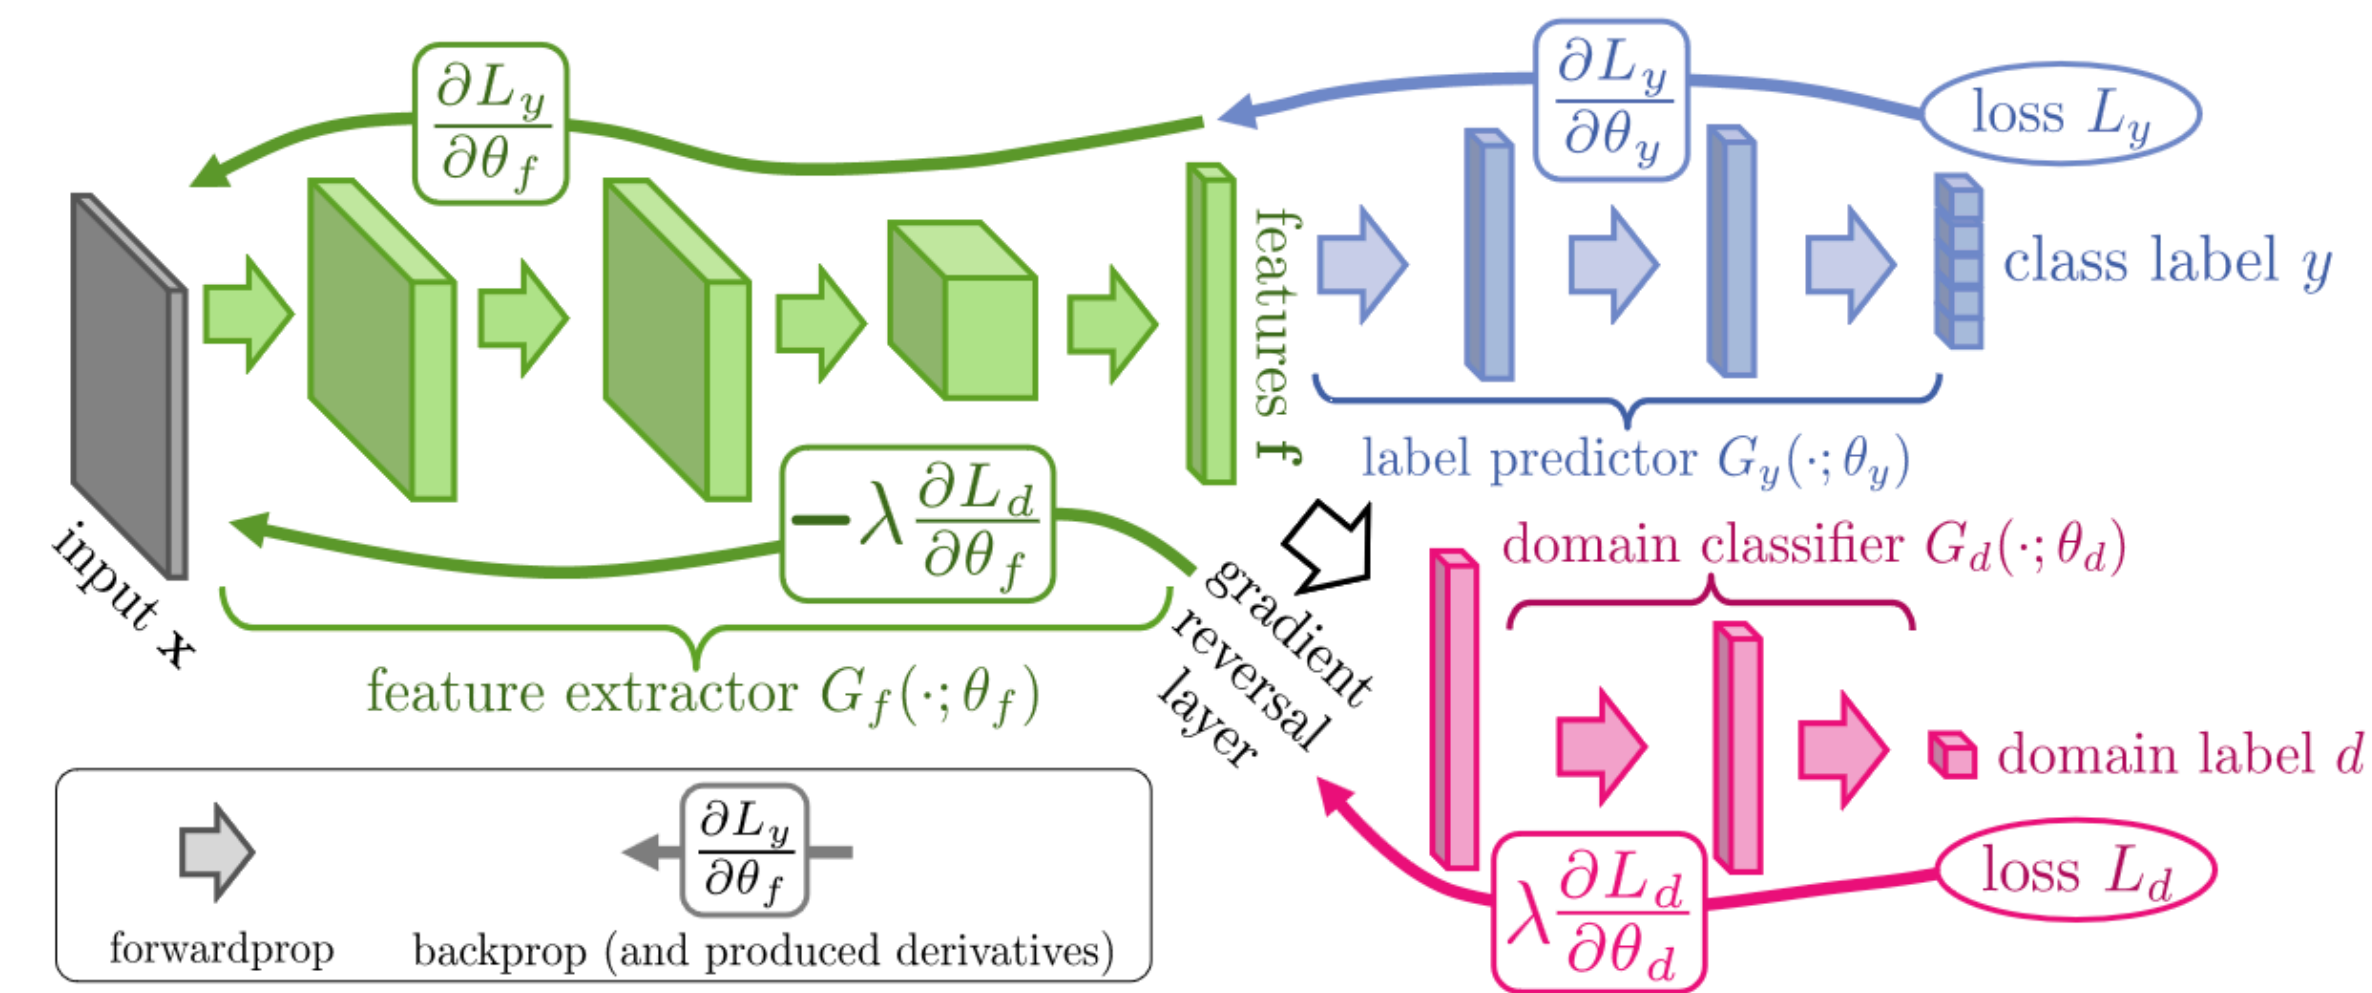 ∂L_y/∂θ_f
∂L_y/∂θ_y
loss L_y
features f
class label y
label predictor G_y(·; θ_y)
−λ ∂L_d/∂θ_f
input x
domain classifier G_d(·; θ_d)
gradient
reversal
layer
feature extractor G_f(·; θ_f)
domain label d
λ ∂L_d/∂θ_d
loss L_d
∂L_y/∂θ_f
forwardprop
backprop (and produced derivatives)